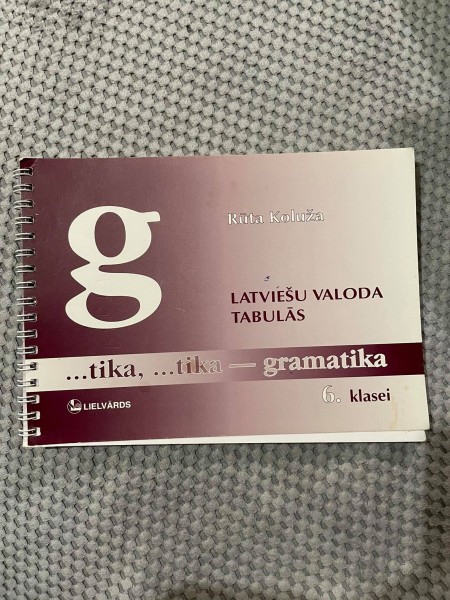 g
Rūta Koluža
LATVIEŠU VALODA
TABULĀS
...tika, ...tika — gramatika
LIELVĀRDS
6. klasei